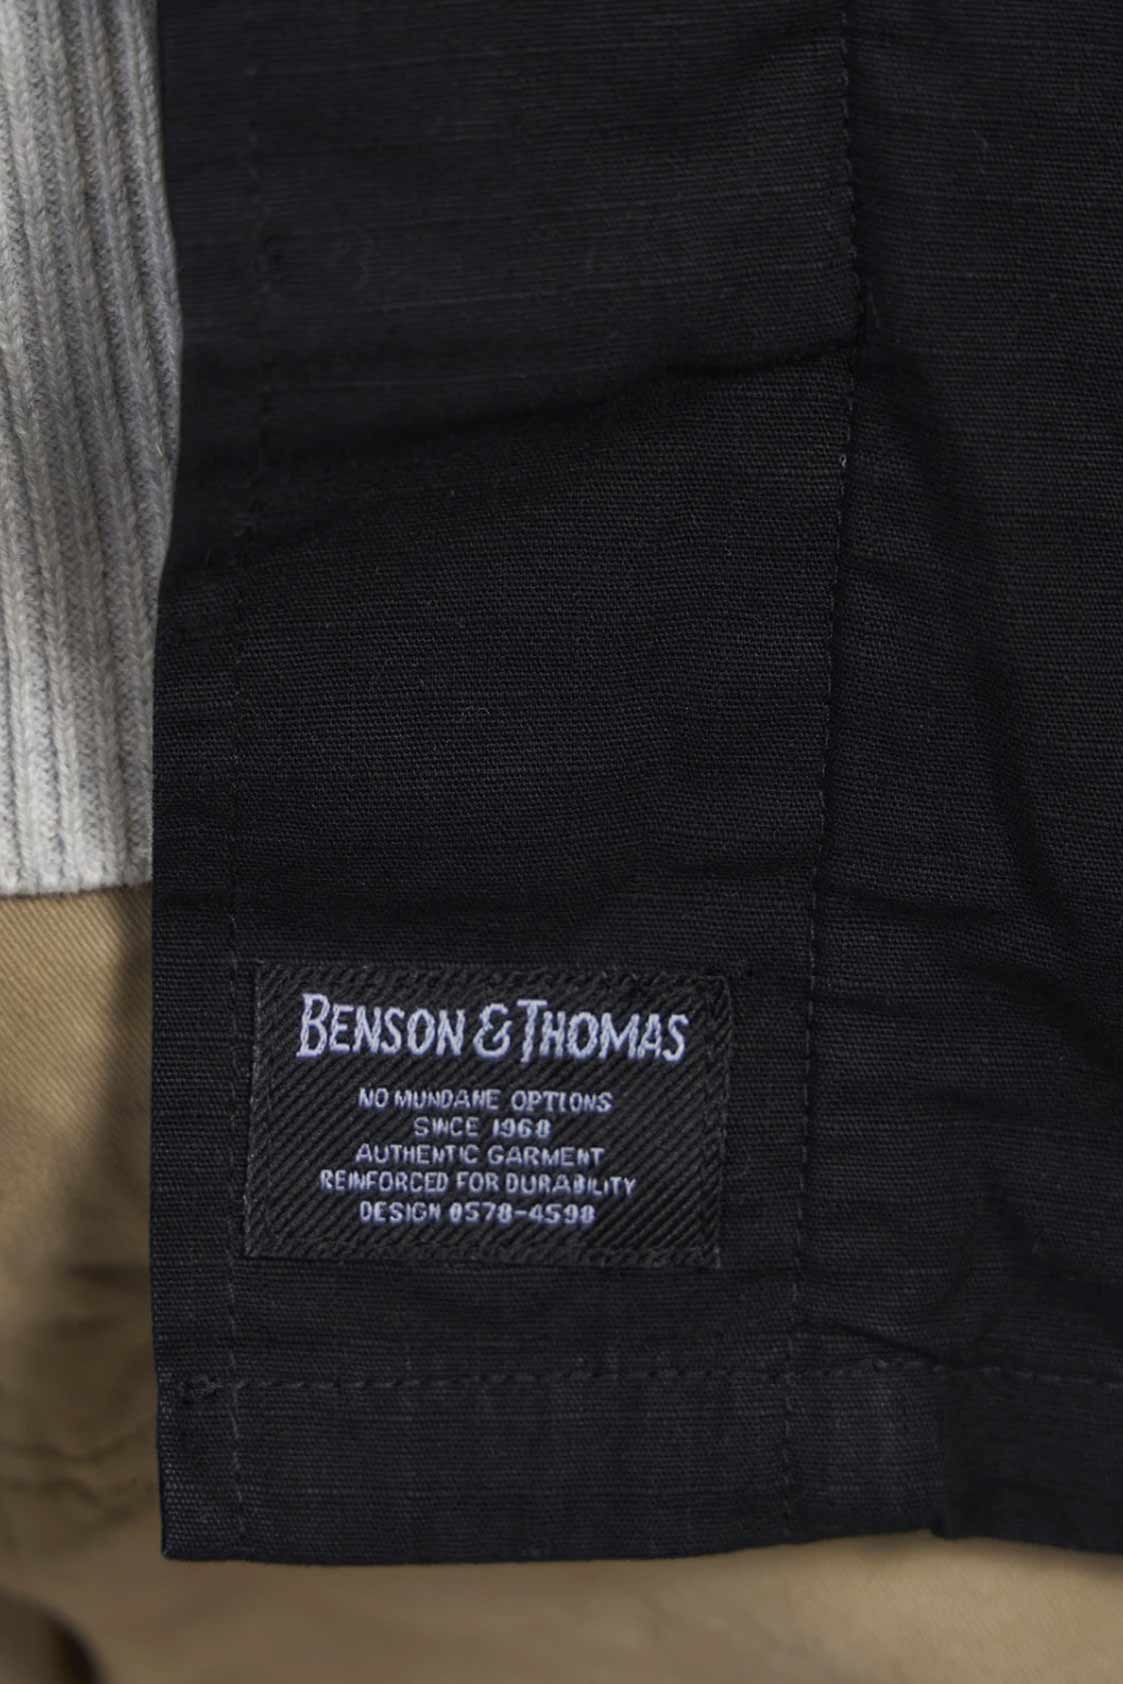 BENSON & THOMAS
NO MUNDANE OPTIONS
SINCE 1968
AUTHENTIC GARMENT
REINFORCED FOR DURABILITY
DESIGN 0578-4598